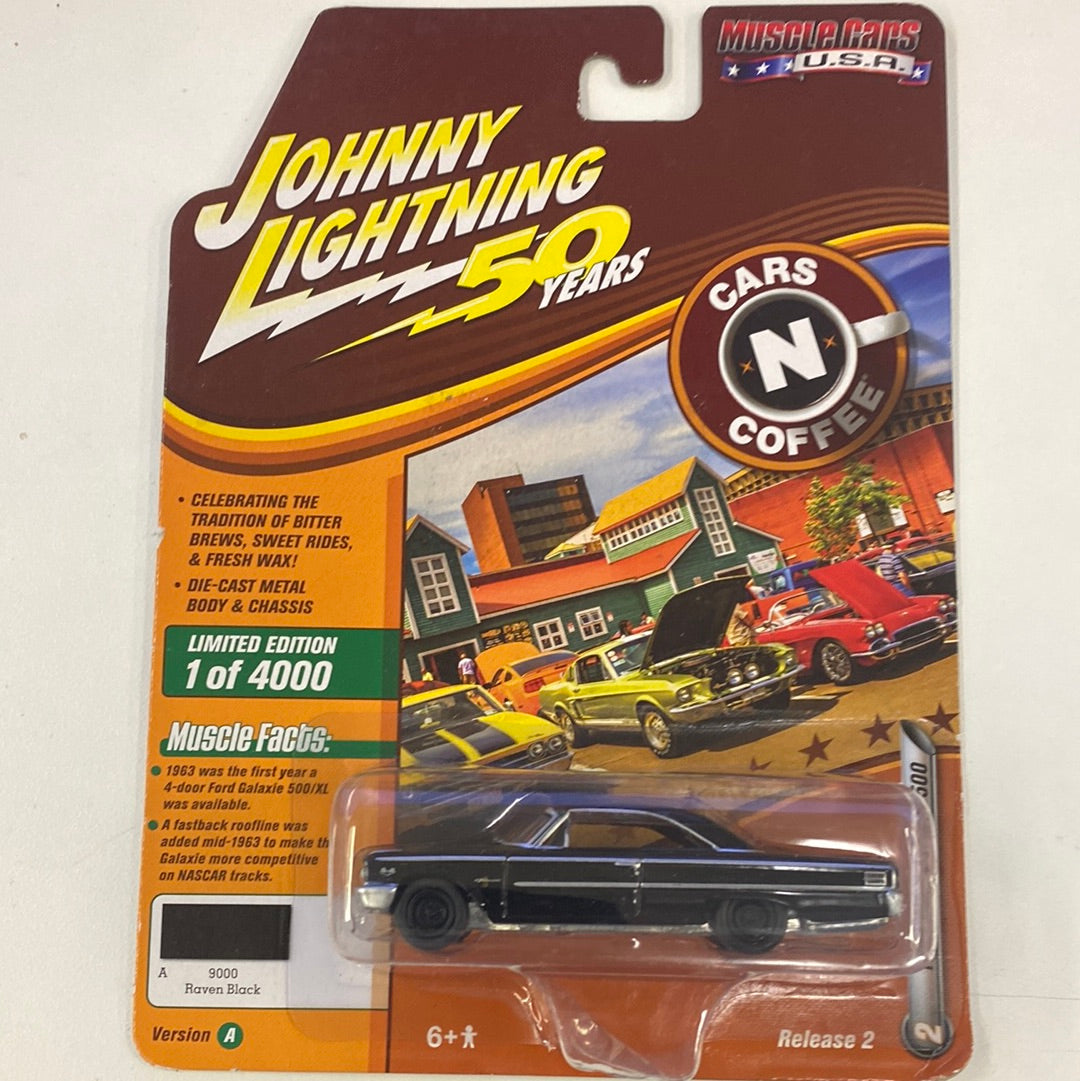 MUSCLE CARS
U.S.A.
JOHNNY
LIGHTNING
50
YEARS
CARS
N
COFFEE
• CELEBRATING THE
TRADITION OF BITTER
BREWS, SWEET RIDES,
& FRESH WAX!
• DIE-CAST METAL
BODY & CHASSIS
LIMITED EDITION
1 of 4000
Muscle Facts:
• 1963 was the first year a
4-door Ford Galaxie 500/XL
was available.
• A fastback roofline was
added mid-1963 to make th
Galaxie more competitive
on NASCAR tracks.
A 9000
Raven Black
Version A
6+
Release 2
2
500